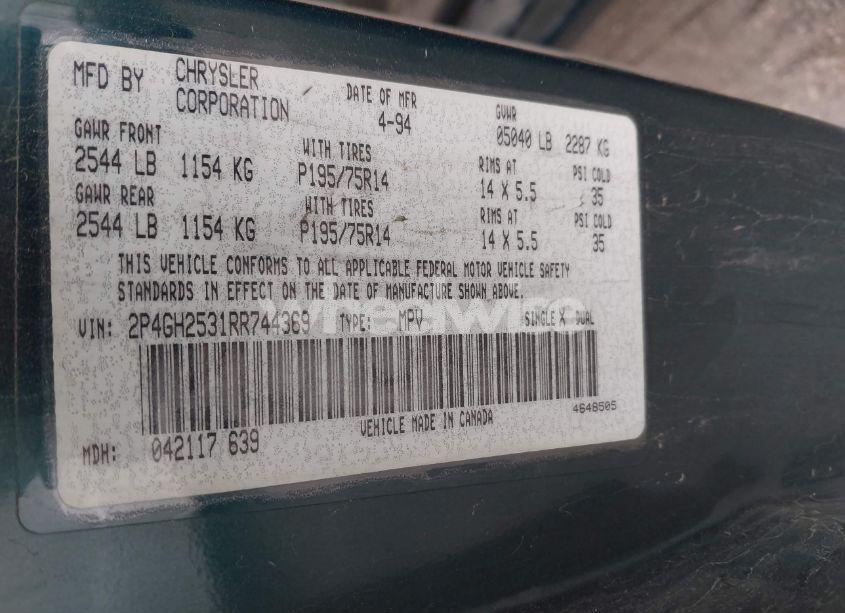 MFD BY CHRYSLER CORPORATION DATE OF MFR 4-94 GVWR 05040 LB 2287 KG
GAWR FRONT WITH TIRES RIMS AT PSI COLD
2544 LB 1154 KG P195/75R14 14 X 5.5 35
GAWR REAR WITH TIRES RIMS AT PSI COLD
2544 LB 1154 KG P195/75R14 14 X 5.5 35
THIS VEHICLE CONFORMS TO ALL APPLICABLE FEDERAL MOTOR VEHICLE SAFETY
STANDARDS IN EFFECT ON THE DATE OF MANUFACTURE SHOWN ABOVE.
VIN: 2P4GH2531RR744369 TYPE: MPV SINGLE X DUAL
4648505
VEHICLE MADE IN CANADA
MDH: 042117 639